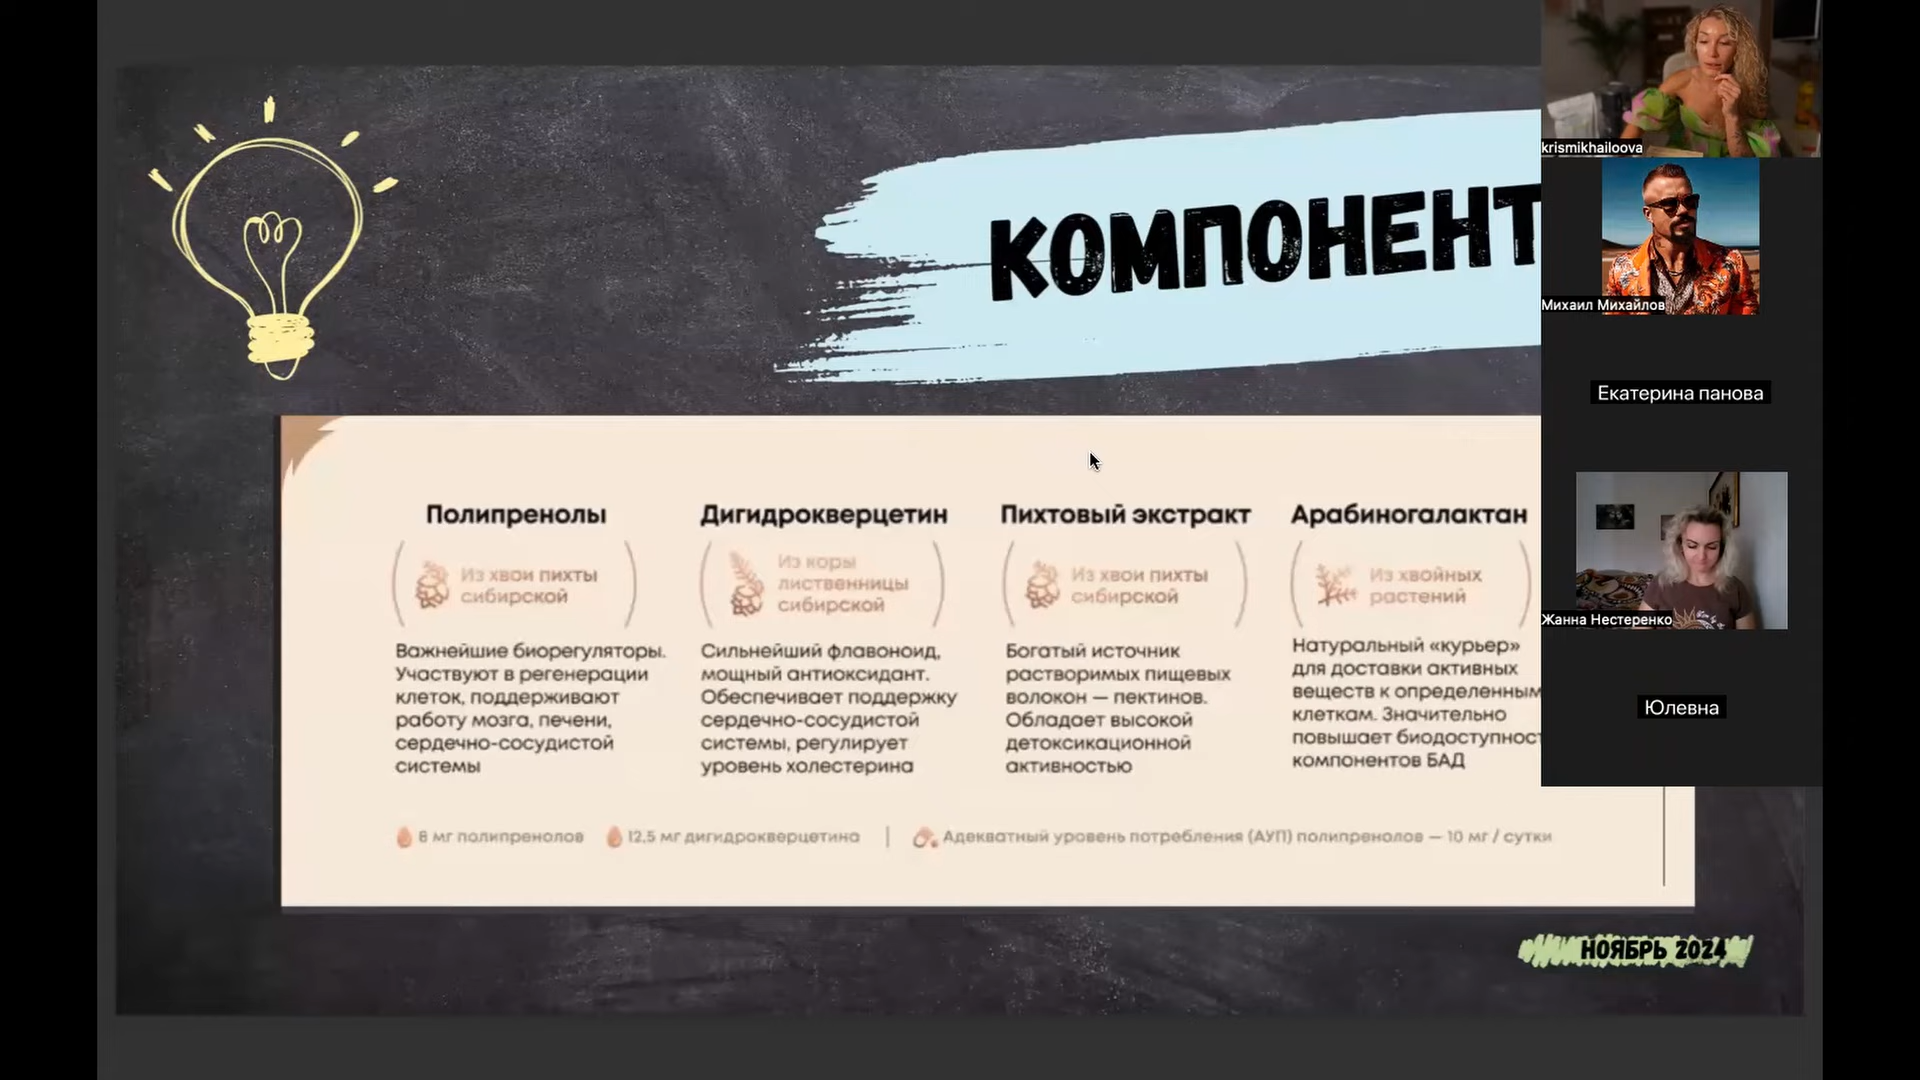 КОМПОНЕНТ
Полипренолы
Из хвои пихты
сибирской
Важнейшие биорегуляторы.
Участвуют в регенерации
клеток, поддерживают
работу мозга, печени,
сердечно-сосудистой
системы
Дигидрокверцетин
Из коры
лиственницы
сибирской
Сильнейший флавоноид,
мощный антиоксидант.
Обеспечивает поддержку
сердечно-сосудистой
системы, регулирует
уровень холестерина
Пихтовый экстракт
Из хвои пихты
сибирской
Богатый источник
растворимых пищевых
волокон — пектинов.
Обладает высокой
детоксикационной
активностью
Арабиногалактан
Из хвойных
растений
Натуральный «курьер»
для доставки активных
веществ к определенным
клеткам. Значительно
повышает биодоступност
компонентов БАД
8 мг полипренолов
12,5 мг дигидрокверцетина
Адекватный уровень потребления (АУП) полипренолов — 10 мг / сутки
НОЯБРЬ 2024
krismikhailoova
Михаил Михайлов
Екатерина панова
Жанна Нестеренко
Юлевна